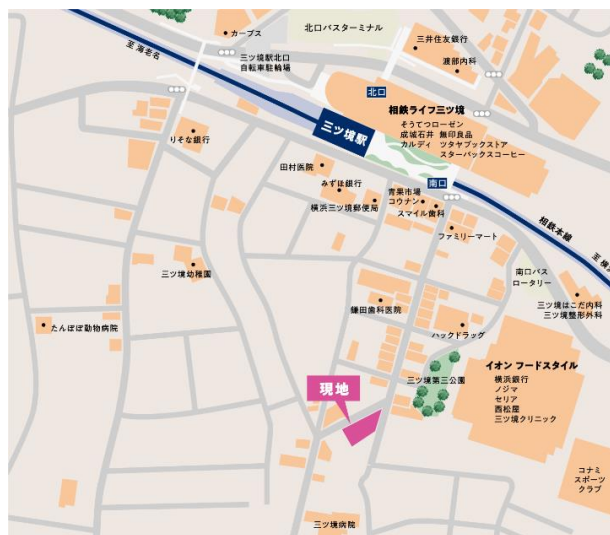 カーブス
北口バスターミナル
三井住友銀行
渡部内科
至 海老名
三ツ境駅北口
自転車駐輪場
北口
相鉄ライフ三ツ境
そうてつローゼン
成城石井 無印良品
カルディ ツタヤブックストア
スターバックスコーヒー
三ツ境駅
りそな銀行
田村医院
みずほ銀行
横浜三ツ境郵便局
南口
青果市場
コウナン
スマイル歯科
ファミリーマート
相鉄本線
至 横
南口バス
ロータリー
三ツ境幼稚園
鎌田歯科医院
三ツ境はこだ内科
三ツ境整形外科
たんぽぽ動物病院
ハックドラッグ
イオン フードスタイル
横浜銀行
ノジマ
セリア
西松屋
三ツ境クリニック
三ツ境第三公園
現地
コナミ
スポーツ
クラブ
三ツ境病院